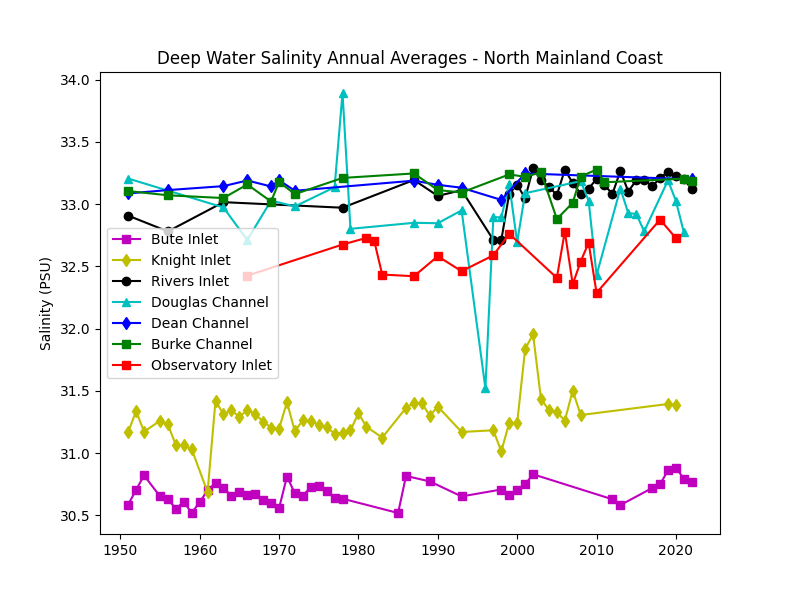 Deep Water Salinity Annual Averages - North Mainland Coast
34.0
33.5
33.0
32.5
32.0
31.5
31.0
30.5
Salinity (PSU)
Bute Inlet
Knight Inlet
Rivers Inlet
Douglas Channel
Dean Channel
Burke Channel
Observatory Inlet
1950 1960 1970 1980 1990 2000 2010 2020